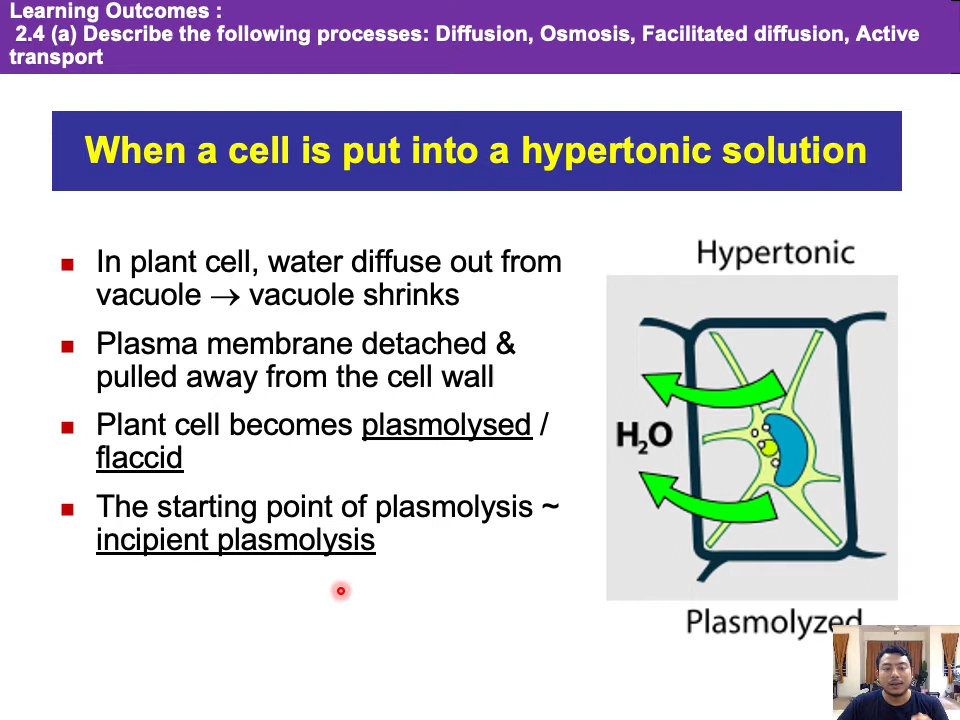 Learning Outcomes :
2.4 (a) Describe the following processes: Diffusion, Osmosis, Facilitated diffusion, Active
transport
When a cell is put into a hypertonic solution
In plant cell, water diffuse out from
vacuole → vacuole shrinks
Plasma membrane detached &
pulled away from the cell wall
Plant cell becomes plasmolysed /
flaccid
The starting point of plasmolysis ~
incipient plasmolysis
Hypertonic
H₂O
Plasmolyzed